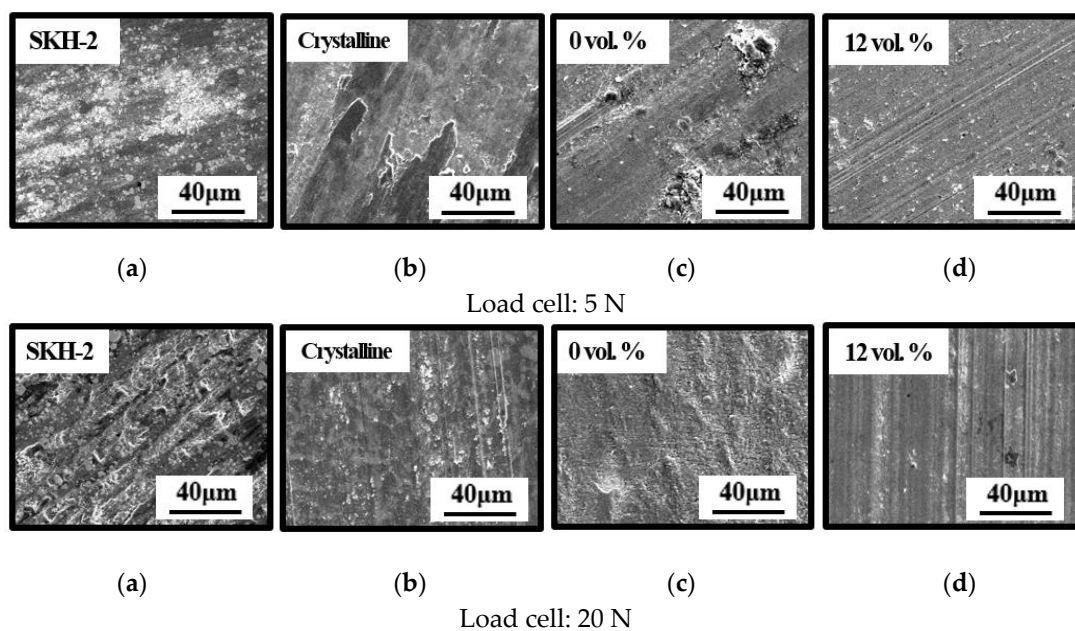 SKH-2 Crystalline 0 vol. % 12 vol. %
40μm 40μm 40μm 40μm
(a) (b) (c) (d)
Load cell: 5 N
SKH-2 Crystalline 0 vol. % 12 vol. %
40μm 40μm 40μm 40μm
(a) (b) (c) (d)
Load cell: 20 N